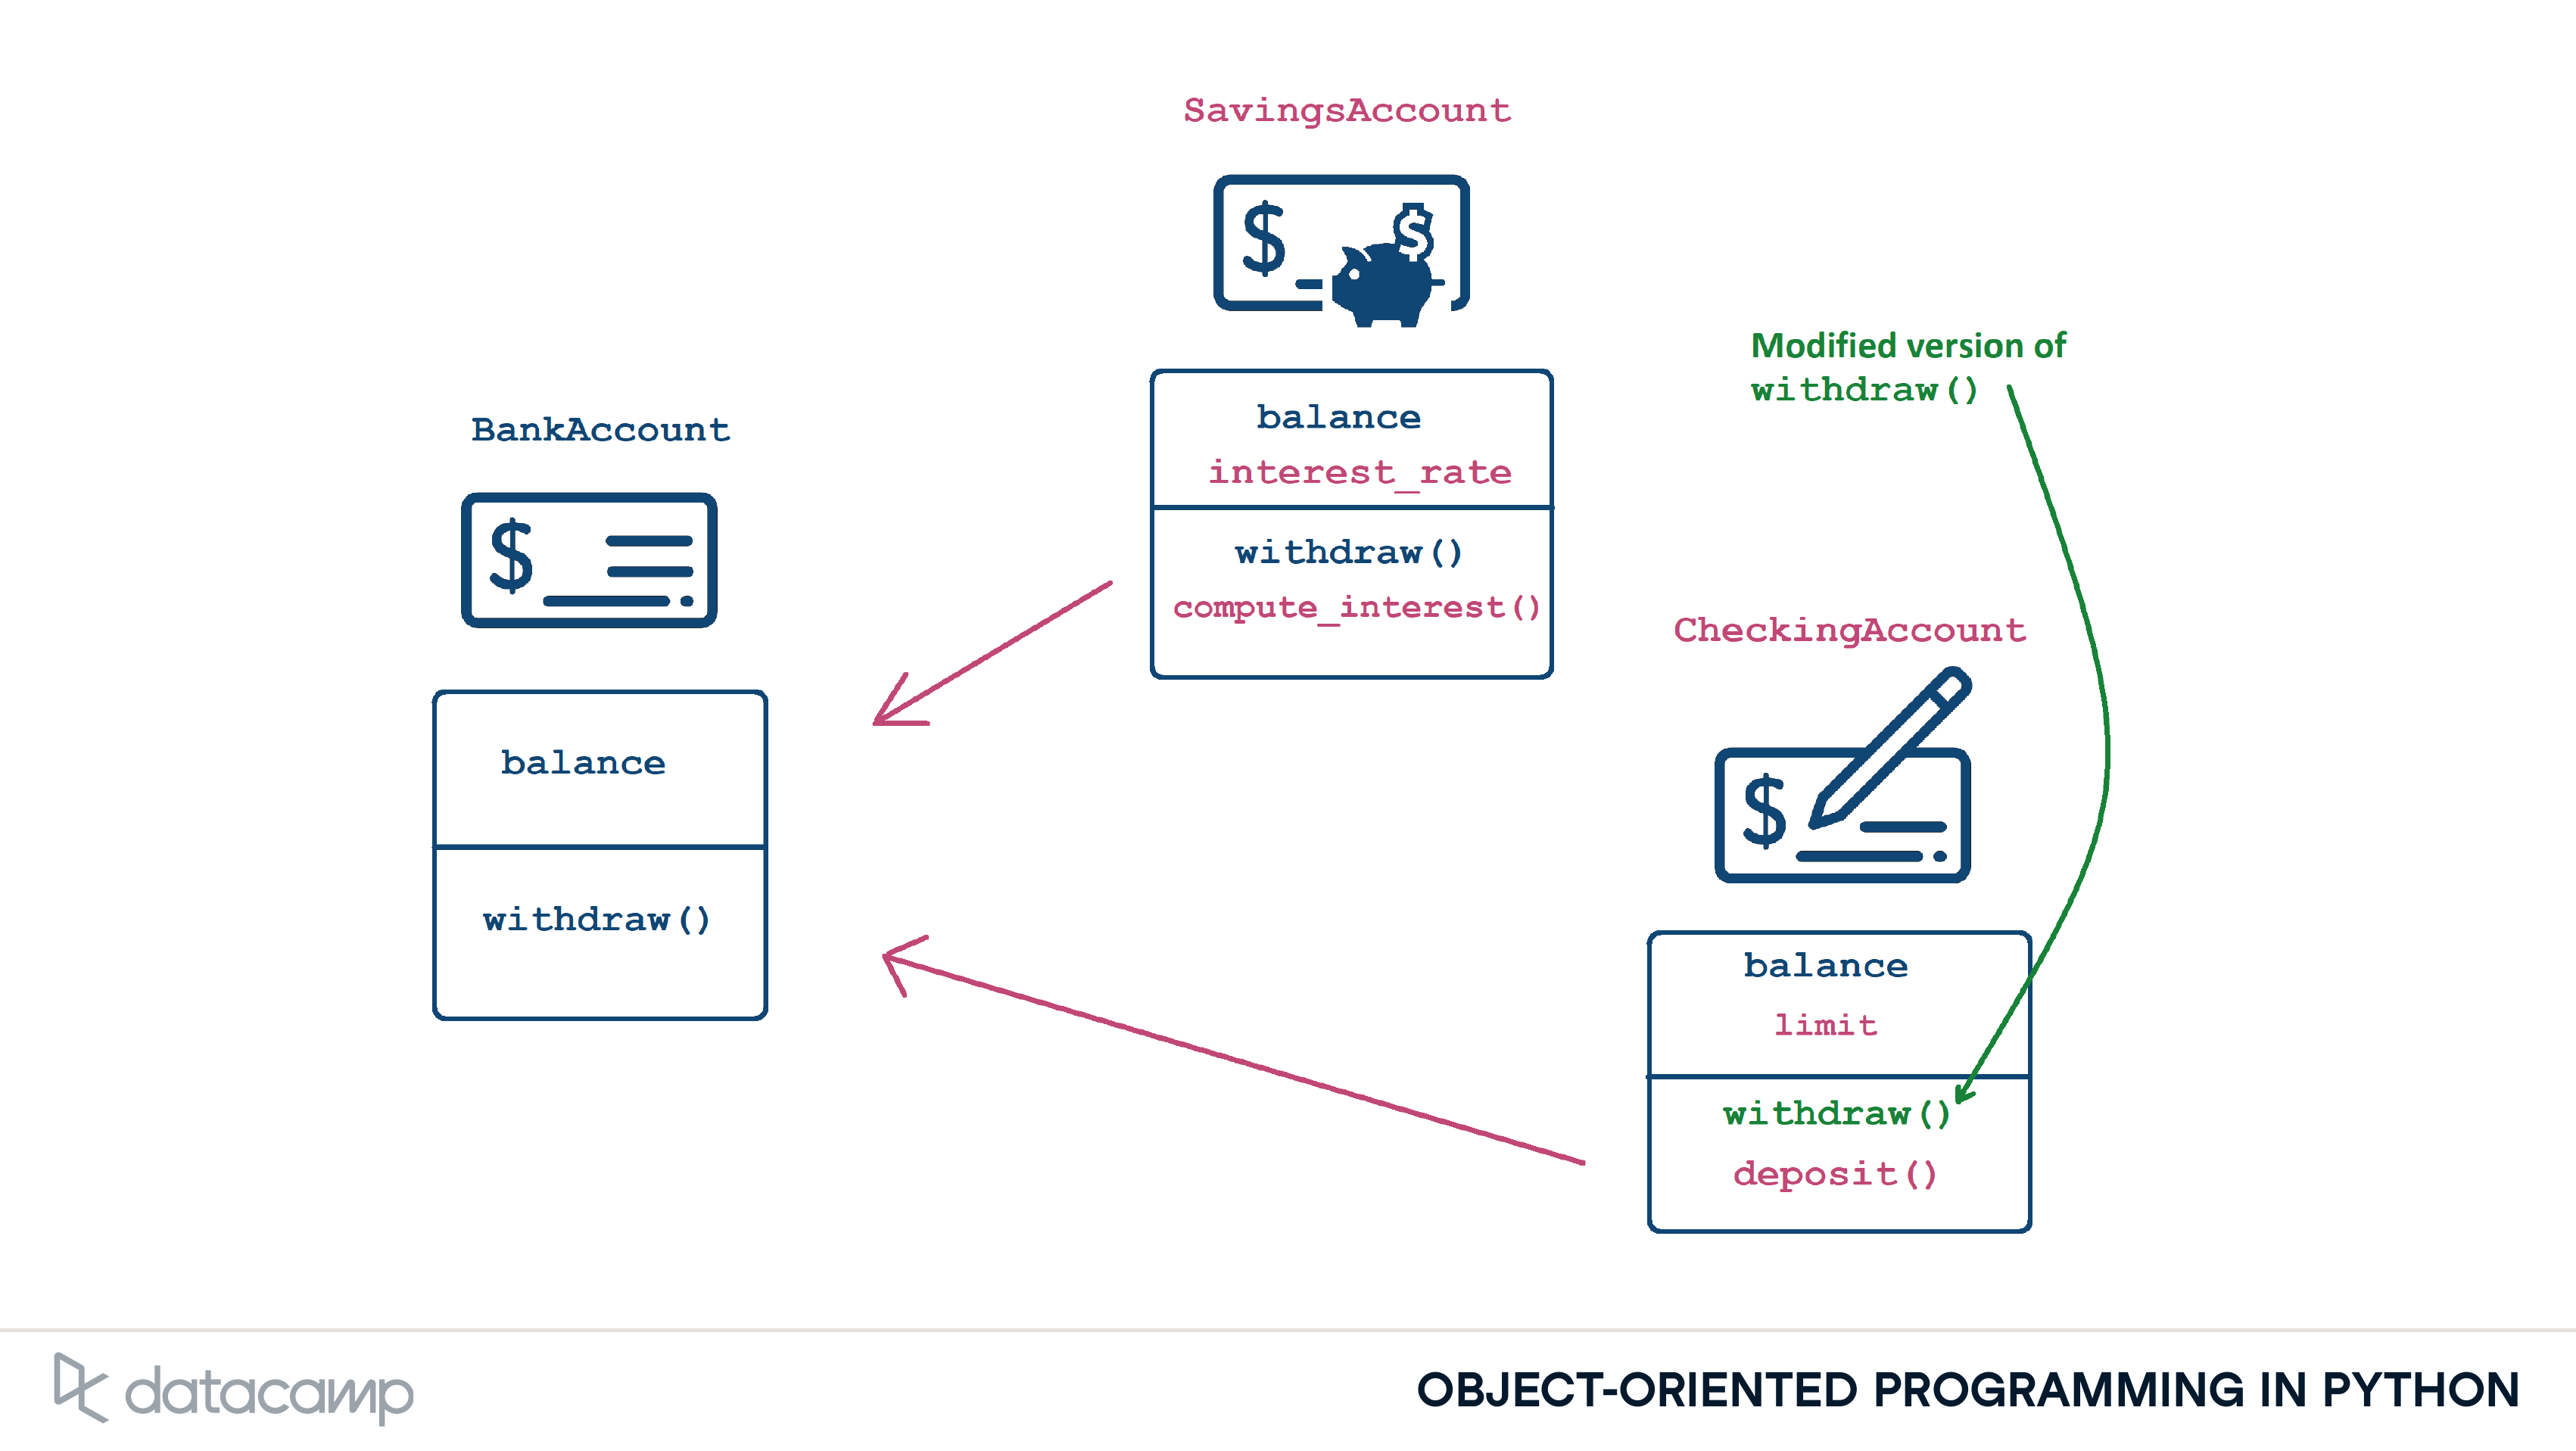 SavingsAccount
$
$
balance
interest_rate
withdraw()
compute_interest()
Modified version of
withdraw()
BankAccount
$
balance
withdraw()
CheckingAccount
$
balance
limit
withdraw()
deposit()
datacamp
OBJECT-ORIENTED PROGRAMMING IN PYTHON